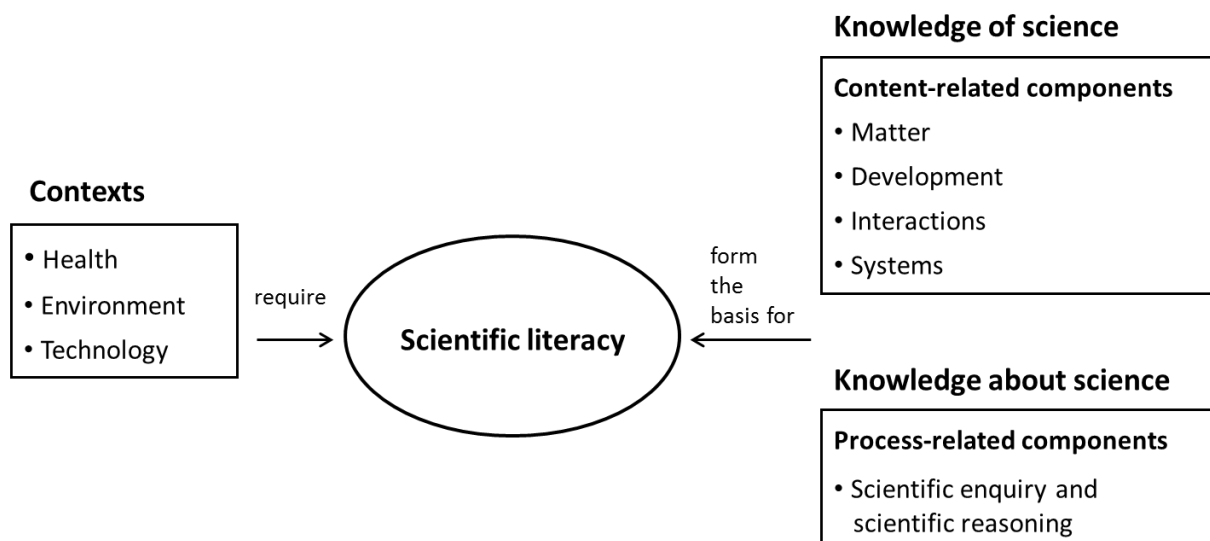 Contexts
• Health
• Environment
• Technology
require
Scientific literacy
form
the
basis for
Knowledge of science
Content-related components
• Matter
• Development
• Interactions
• Systems
Knowledge about science
Process-related components
• Scientific enquiry and
scientific reasoning